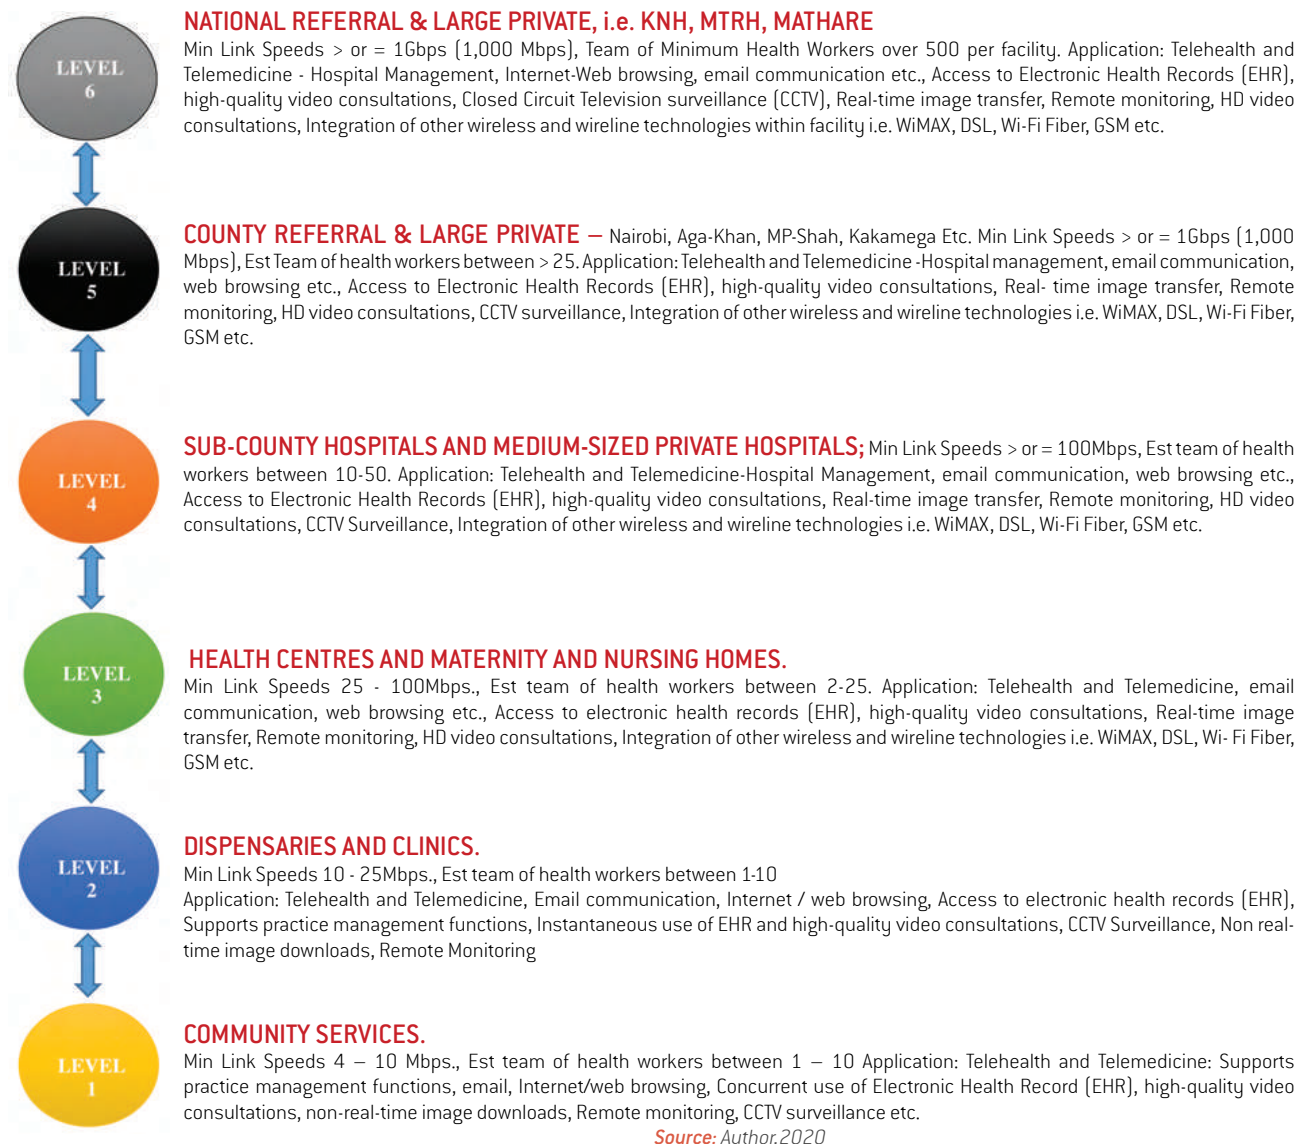 LEVEL
6
NATIONAL REFERRAL & LARGE PRIVATE, i.e. KNH, MTRH, MATHARE
Min Link Speeds > or = 1Gbps (1,000 Mbps), Team of Minimum Health Workers over 500 per facility. Application: Telehealth and
Telemedicine - Hospital Management, Internet-Web browsing, email communication etc., Access to Electronic Health Records (EHR),
high-quality video consultations, Closed Circuit Television surveillance (CCTV), Real-time image transfer, Remote monitoring, HD video
consultations, Integration of other wireless and wireline technologies within facility i.e. WiMAX, DSL, Wi-Fi Fiber, GSM etc.
LEVEL
5
COUNTY REFERRAL & LARGE PRIVATE – Nairobi, Aga-Khan, MP-Shah, Kakamega Etc. Min Link Speeds > or = 1Gbps (1,000
Mbps), Est Team of health workers between > 25. Application: Telehealth and Telemedicine -Hospital management, email communication,
web browsing etc., Access to Electronic Health Records (EHR), high-quality video consultations, Real- time image transfer, Remote
monitoring, HD video consultations, CCTV surveillance, Integration of other wireless and wireline technologies i.e. WiMAX, DSL, Wi-Fi Fiber,
GSM etc.
LEVEL
4
SUB-COUNTY HOSPITALS AND MEDIUM-SIZED PRIVATE HOSPITALS; Min Link Speeds > or = 100Mbps, Est team of health
workers between 10-50. Application: Telehealth and Telemedicine-Hospital Management, email communication, web browsing etc.,
Access to Electronic Health Records (EHR), high-quality video consultations, Real-time image transfer, Remote monitoring, HD video
consultations, CCTV Surveillance, Integration of other wireless and wireline technologies i.e. WiMAX, DSL, Wi-Fi Fiber, GSM etc.
LEVEL
3
HEALTH CENTRES AND MATERNITY AND NURSING HOMES.
Min Link Speeds 25 - 100Mbps., Est team of health workers between 2-25. Application: Telehealth and Telemedicine, email
communication, web browsing etc., Access to electronic health records (EHR), high-quality video consultations, Real-time image
transfer, Remote monitoring, HD video consultations, Integration of other wireless and wireline technologies i.e. WiMAX, DSL, Wi- Fi Fiber,
GSM etc.
LEVEL
2
DISPENSARIES AND CLINICS.
Min Link Speeds 10 - 25Mbps., Est team of health workers between 1-10
Application: Telehealth and Telemedicine, Email communication, Internet / web browsing, Access to electronic health records (EHR),
Supports practice management functions, Instantaneous use of EHR and high-quality video consultations, CCTV Surveillance, Non real-
time image downloads, Remote Monitoring
LEVEL
1
COMMUNITY SERVICES.
Min Link Speeds 4 – 10 Mbps., Est team of health workers between 1 – 10 Application: Telehealth and Telemedicine: Supports
practice management functions, email, Internet/web browsing, Concurrent use of Electronic Health Record (EHR), high-quality video
consultations, non-real-time image downloads, Remote monitoring, CCTV surveillance etc.
Source: Author.2020